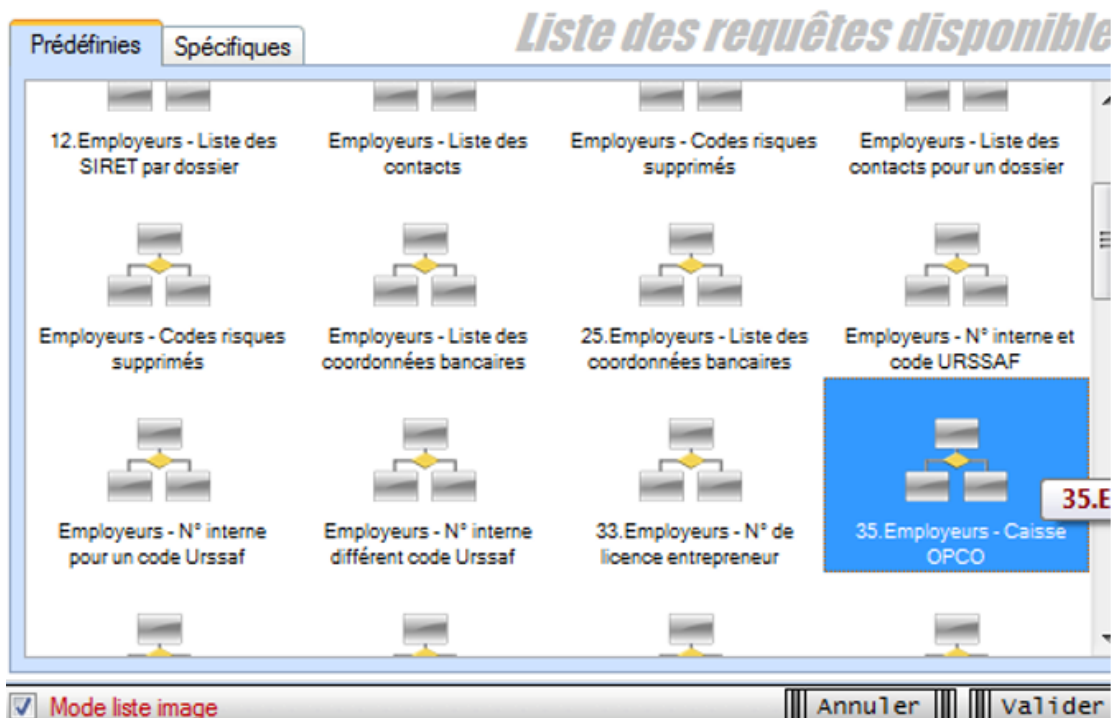 Liste des requêtes disponible
Prédéfinies Spécifiques
12.Employeurs - Liste des SIRET par dossier
Employeurs - Liste des contacts
Employeurs - Codes risques supprimés
Employeurs - Liste des contacts pour un dossier
Employeurs - Codes risques supprimés
Employeurs - Liste des coordonnées bancaires
25.Employeurs - Liste des coordonnées bancaires
Employeurs - N° interne et code URSSAF
Employeurs - N° interne pour un code Urssaf
Employeurs - N° interne différent code Urssaf
33.Employeurs - N° de licence entrepreneur
35.Employeurs - Caisse OPCO
35.E
Mode liste image
Annuler
Valider